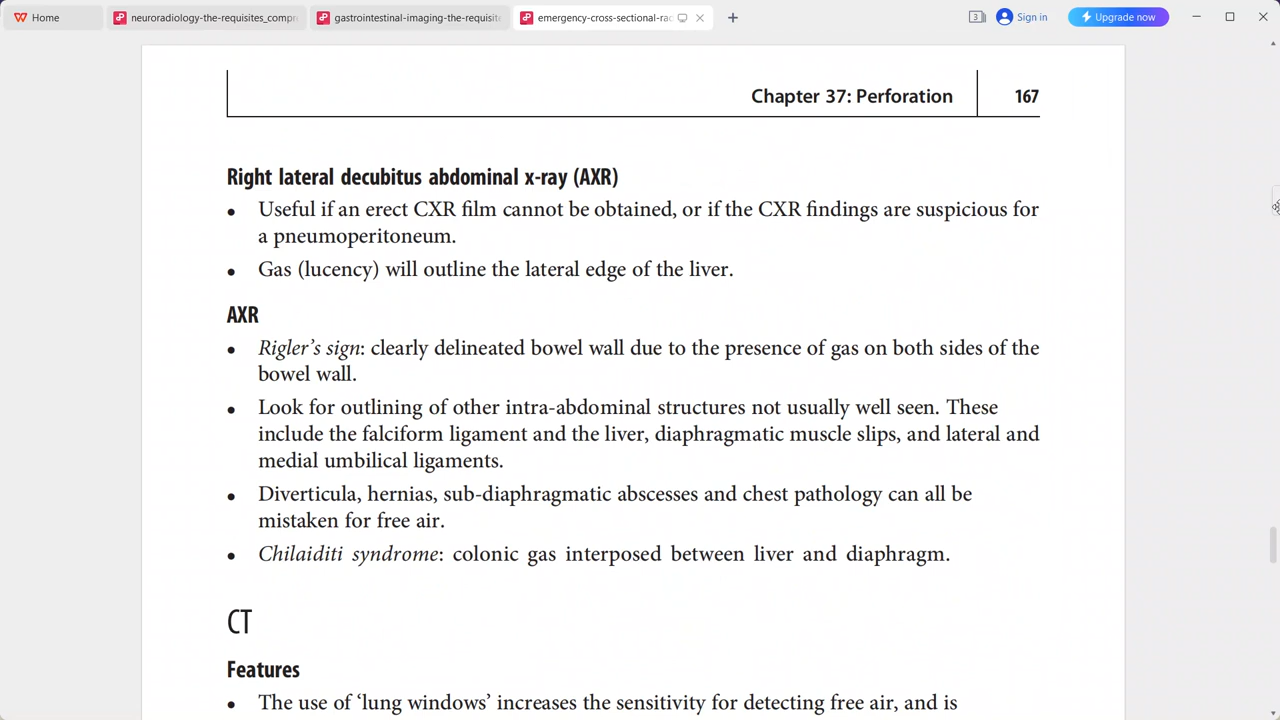 Home
neuroradiology-the-requisites_compr
gastrointestinal-imaging-the-requisite
emergency-cross-sectional-rad
3
Sign in
Upgrade now
Chapter 37: Perforation
167
Right lateral decubitus abdominal x-ray (AXR)
• Useful if an erect CXR film cannot be obtained, or if the CXR findings are suspicious for
a pneumoperitoneum.
• Gas (lucency) will outline the lateral edge of the liver.
AXR
• Rigler’s sign: clearly delineated bowel wall due to the presence of gas on both sides of the
bowel wall.
• Look for outlining of other intra-abdominal structures not usually well seen. These
include the falciform ligament and the liver, diaphragmatic muscle slips, and lateral and
medial umbilical ligaments.
• Diverticula, hernias, sub-diaphragmatic abscesses and chest pathology can all be
mistaken for free air.
• Chilaiditi syndrome: colonic gas interposed between liver and diaphragm.
CT
Features
• The use of ‘lung windows’ increases the sensitivity for detecting free air, and is